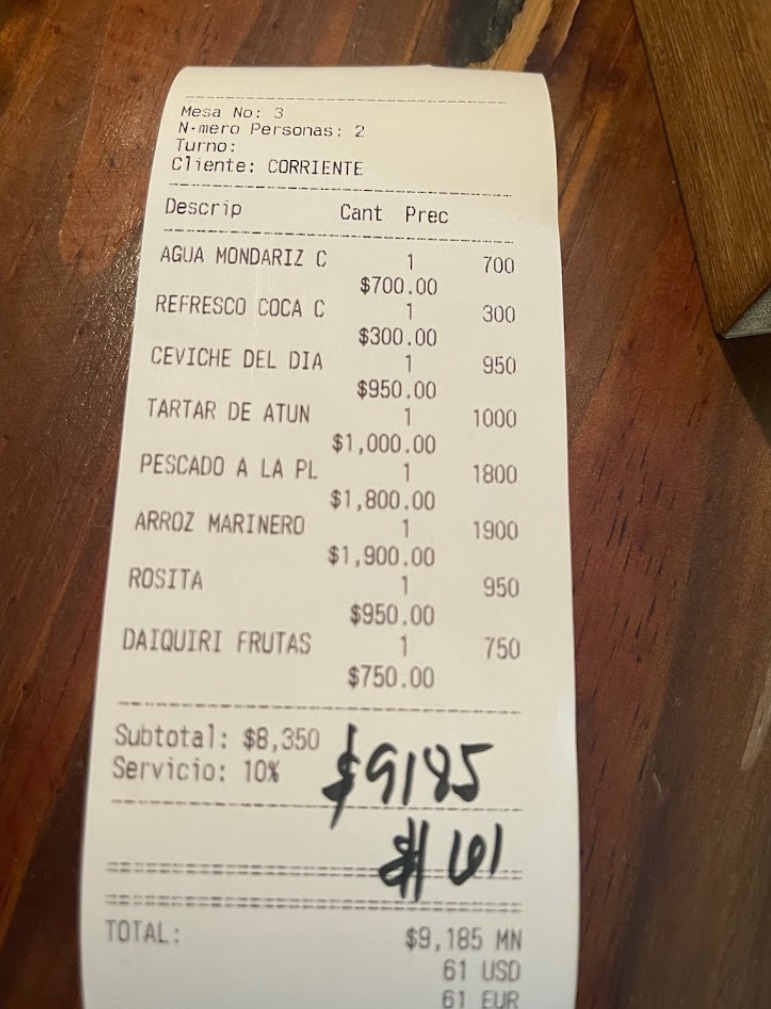 Mesa No: 3
N·mero Personas: 2
Turno:
Cliente: CORRIENTE
Descrip Cant Prec
AGUA MONDARIZ C 1 700
$700.00
REFRESCO COCA C 1 300
$300.00
CEVICHE DEL DIA 1 950
$950.00
TARTAR DE ATUN 1 1000
$1,000.00
PESCADO A LA PL 1 1800
$1,800.00
ARROZ MARINERO 1 1900
$1,900.00
ROSITA 1 950
$950.00
DAIQUIRI FRUTAS 1 750
$750.00
Subtotal: $8,350
Servicio: 10%
$9185
$61
TOTAL: $9,185 MN
61 USD
61 EUR